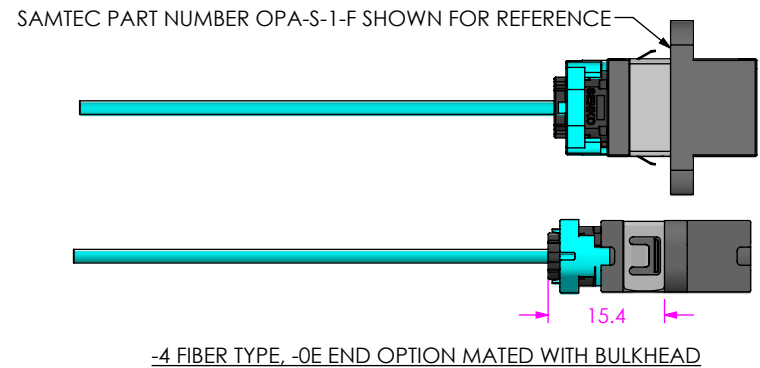 SAMTEC PART NUMBER OPA-S-1-F SHOWN FOR REFERENCE
15.4
-4 FIBER TYPE, -0E END OPTION MATED WITH BULKHEAD